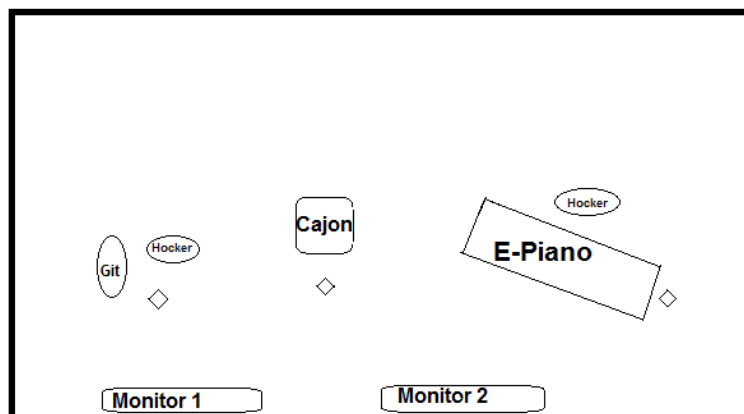 Hocker
Cajon
E-Piano
Hocker
Git
Monitor 1
Monitor 2